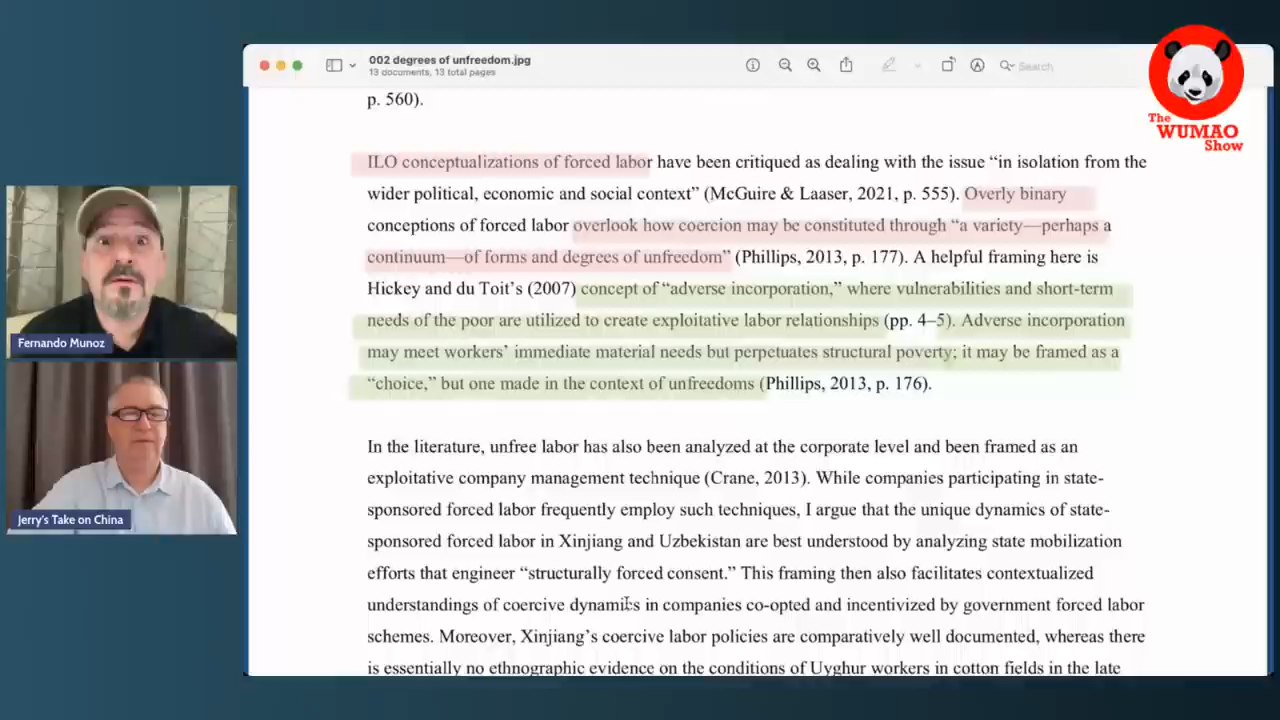 002 degrees of unfreedom.jpg
13 documents, 13 total pages
Search
The
WUMAO
Show
p. 560).
ILO conceptualizations of forced labor have been critiqued as dealing with the issue “in isolation from the
wider political, economic and social context” (McGuire & Laaser, 2021, p. 555). Overly binary
conceptions of forced labor overlook how coercion may be constituted through “a variety—perhaps a
continuum—of forms and degrees of unfreedom” (Phillips, 2013, p. 177). A helpful framing here is
Hickey and du Toit’s (2007) concept of “adverse incorporation,” where vulnerabilities and short-term
needs of the poor are utilized to create exploitative labor relationships (pp. 4–5). Adverse incorporation
may meet workers’ immediate material needs but perpetuates structural poverty; it may be framed as a
“choice,” but one made in the context of unfreedoms (Phillips, 2013, p. 176).
In the literature, unfree labor has also been analyzed at the corporate level and been framed as an
exploitative company management technique (Crane, 2013). While companies participating in state-
sponsored forced labor frequently employ such techniques, I argue that the unique dynamics of state-
sponsored forced labor in Xinjiang and Uzbekistan are best understood by analyzing state mobilization
efforts that engineer “structurally forced consent.” This framing then also facilitates contextualized
understandings of coercive dynamics in companies co-opted and incentivized by government forced labor
schemes. Moreover, Xinjiang’s coercive labor policies are comparatively well documented, whereas there
is essentially no ethnographic evidence on the conditions of Uyghur workers in cotton fields in the late
Fernando Munoz
Jerry's Take on China